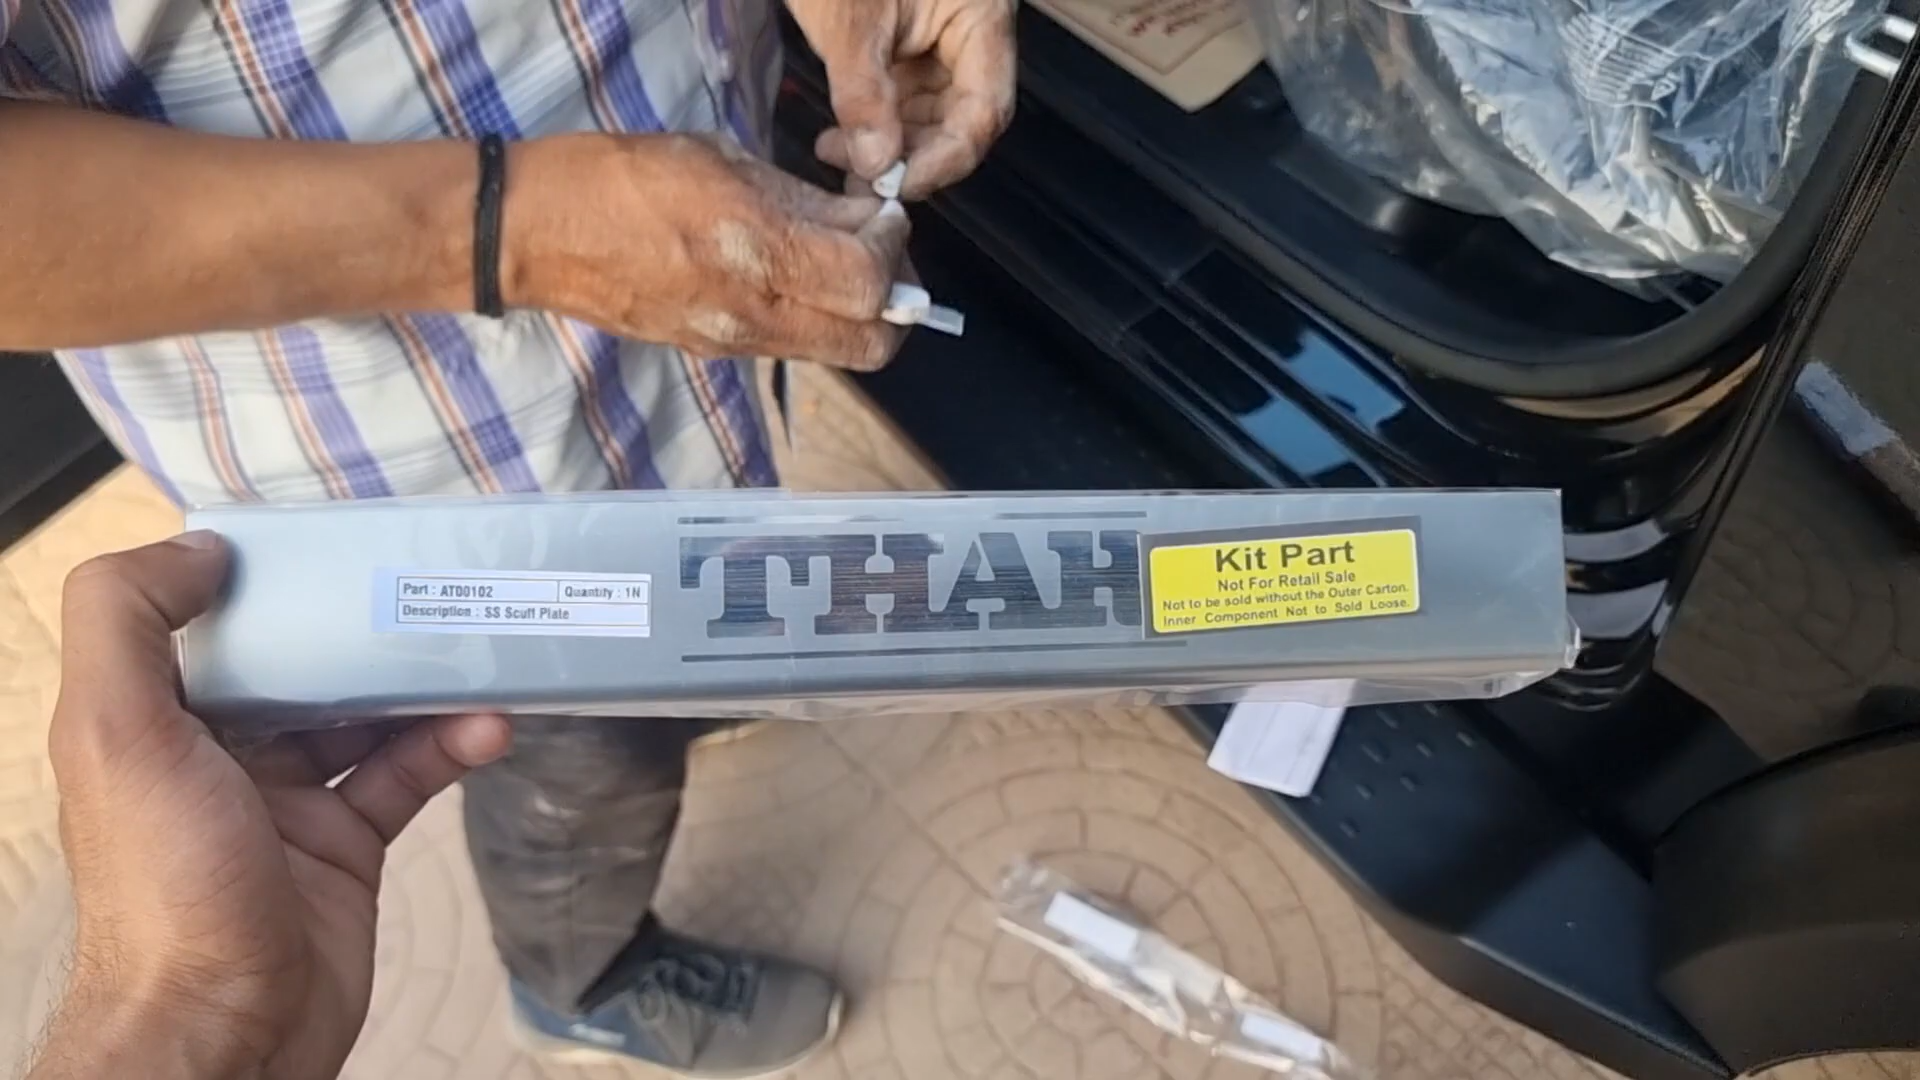 Part : AT00102 Quantity : 1N
Description : SS Scuff Plate
THAR
Kit Part
Not For Retail Sale
Not to be sold without the Outer Carton.
Inner Component Not to Sold Loose.